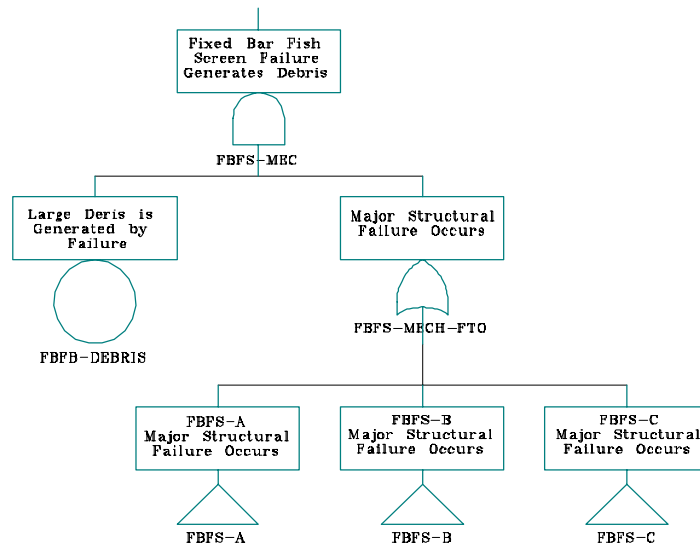 Fixed Bar Fish
Screen Failure
Generates Debris
FBFS-MEC
Large Deris is
Generated by
Failure
FBFB-DEBRIS
Major Structural
Failure Occurs
FBFS-MECH-FTO
FBFS-A
Major Structural
Failure Occurs
FBFS-A
FBFS-B
Major Structural
Failure Occurs
FBFS-B
FBFS-C
Major Structural
Failure Occurs
FBFS-C